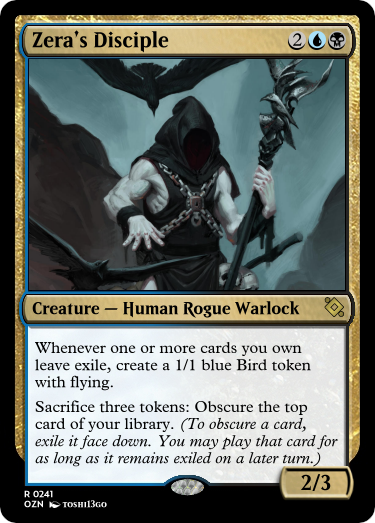 Zera's Disciple 2
Creature — Human Rogue Warlock
Whenever one or more cards you own
leave exile, create a 1/1 blue Bird token
with flying.
Sacrifice three tokens: Obscure the top
card of your library. (To obscure a card,
exile it face down. You may play that card for
as long as it remains exiled on a later turn.)
2/3
R 0241
OZN TOSHI13GO